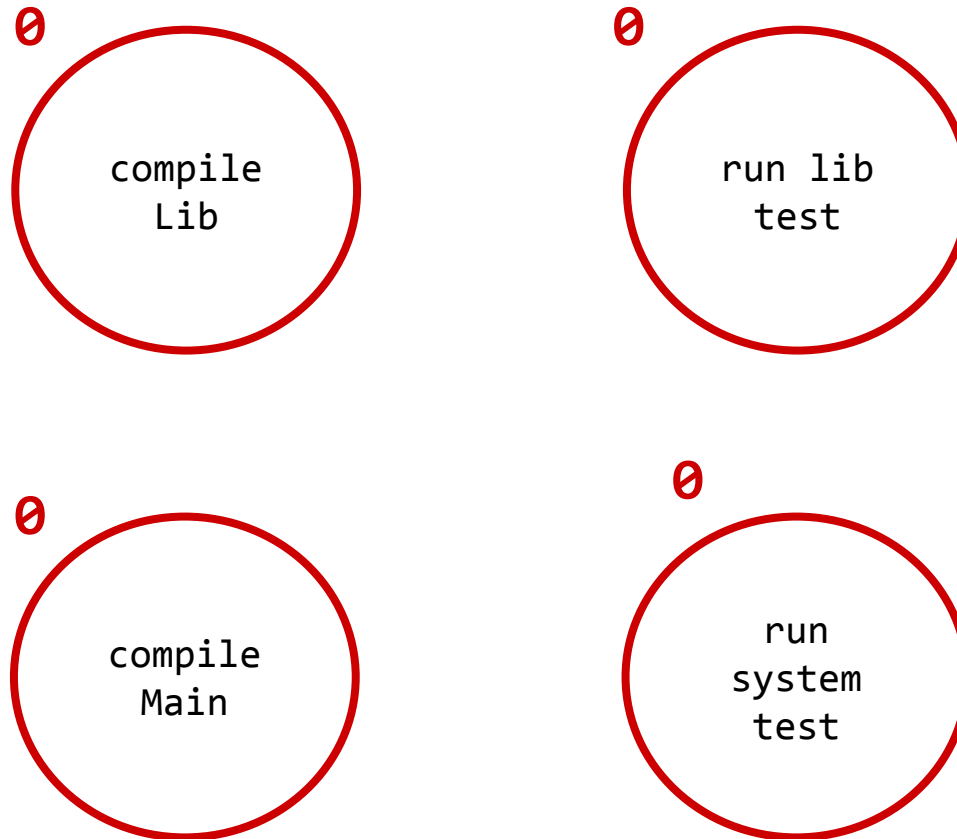 0
compile
Lib
0
run lib
test
0
compile
Main
0
run
system
test